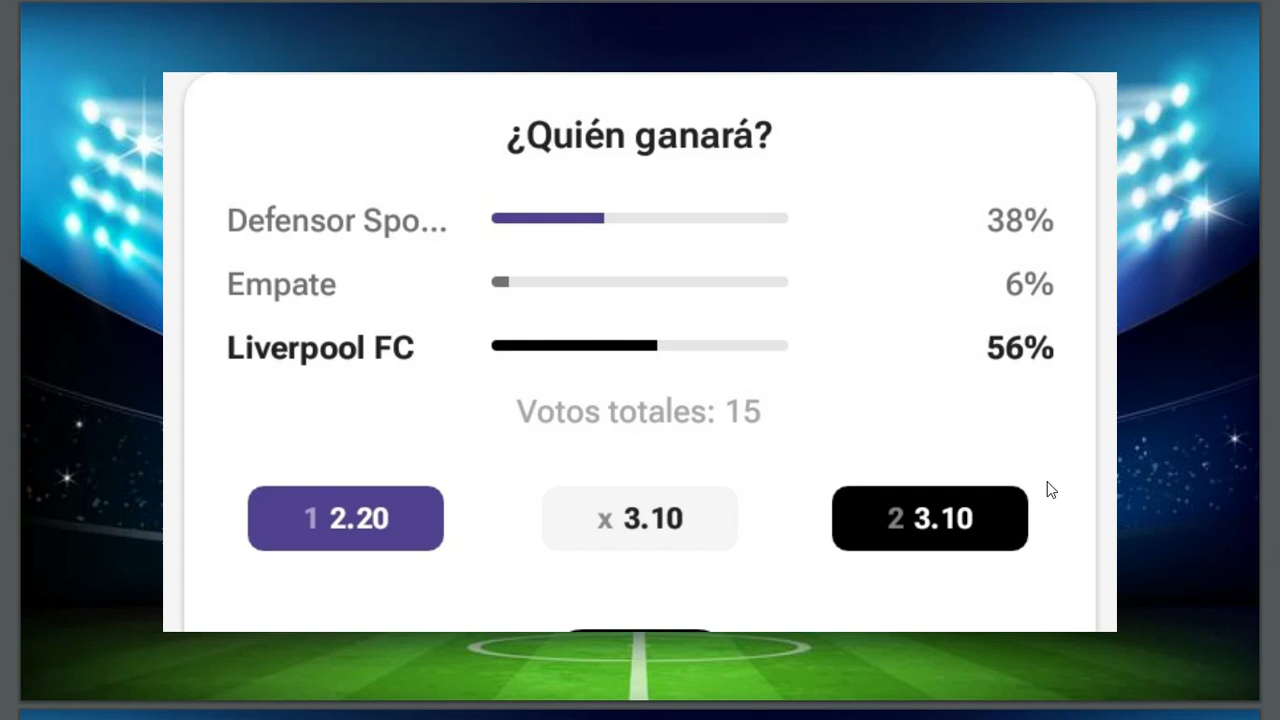 ¿Quién ganará?
Defensor Spo... 38%
Empate 6%
Liverpool FC 56%
Votos totales: 15
1 2.20 x 3.10 2 3.10